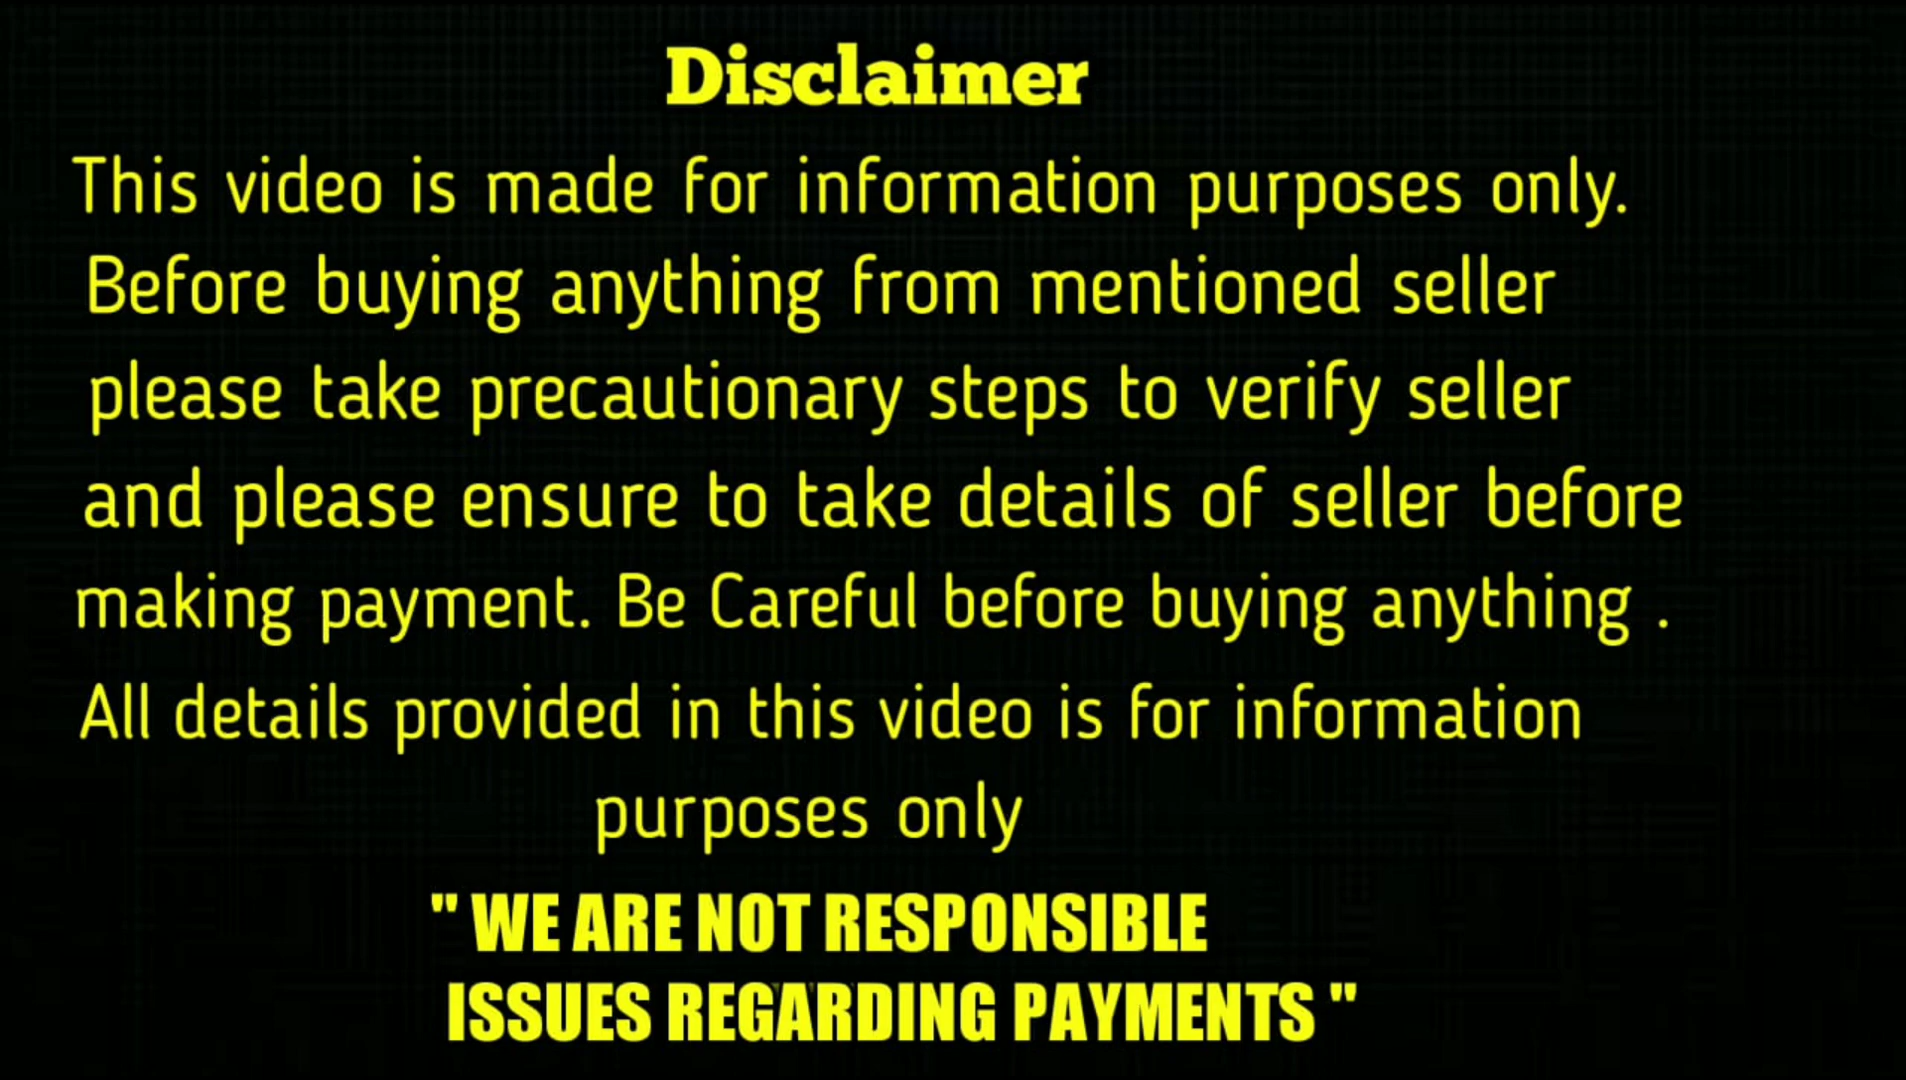 Disclaimer
This video is made for information purposes only.
Before buying anything from mentioned seller
please take precautionary steps to verify seller
and please ensure to take details of seller before
making payment. Be Careful before buying anything .
All details provided in this video is for information
purposes only
" WE ARE NOT RESPONSIBLE
ISSUES REGARDING PAYMENTS "